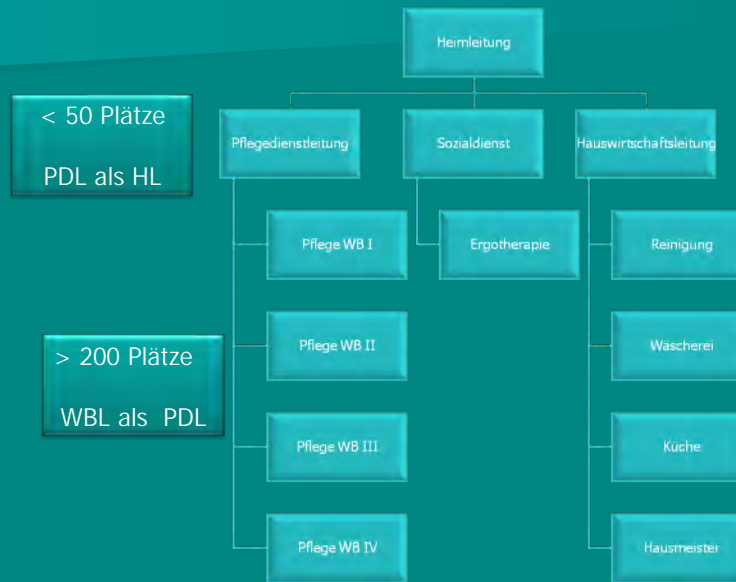 Heimleitung
< 50 Plätze
PDL als HL
Pflegedienstleitung
Sozialdienst
Hauswirtschaftsleitung
Pflege WB I
Ergotherapie
Reinigung
> 200 Plätze
WBL als PDL
Pflege WB II
Wäscherei
Pflege WB III
Küche
Pflege WB IV
Hausmeister